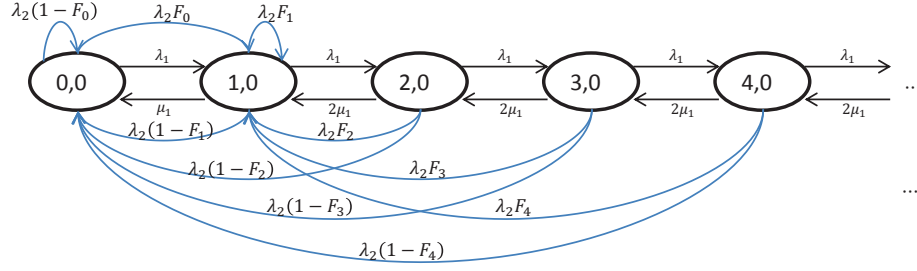 λ₂(1 − F₀) λ₂F₀ λ₂F₁
λ₁ λ₁ λ₁ λ₁ λ₁
0,0 1,0 2,0 3,0 4,0 ..
μ₁ 2μ₁ 2μ₁ 2μ₁ 2μ₁
λ₂(1 − F₁) λ₂F₂
λ₂(1 − F₂) λ₂F₃
λ₂(1 − F₃) λ₂F₄ ...
λ₂(1 − F₄)